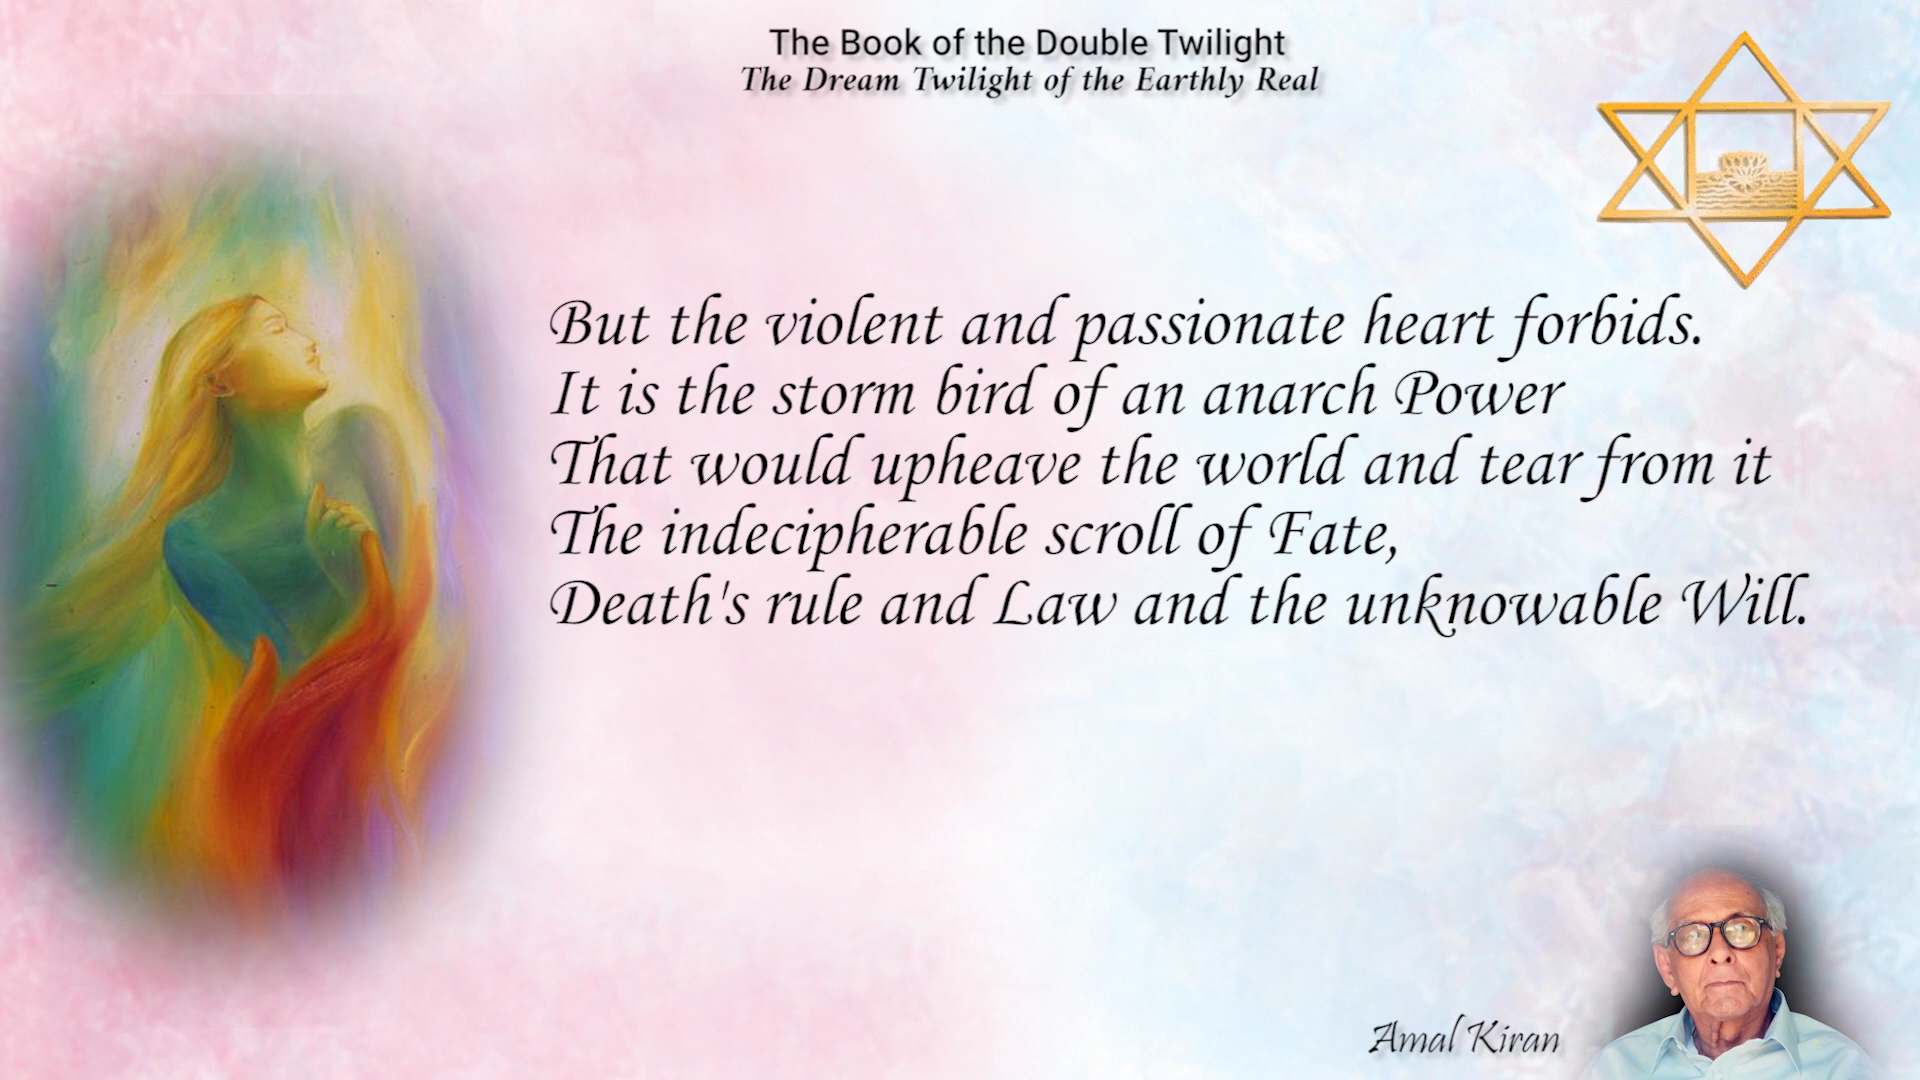 The Book of the Double Twilight
The Dream Twilight of the Earthly Real
But the violent and passionate heart forbids.
It is the storm bird of an anarch Power
That would upheave the world and tear from it
The indecipherable scroll of Fate,
Death's rule and Law and the unknowable Will.
Amal Kiran